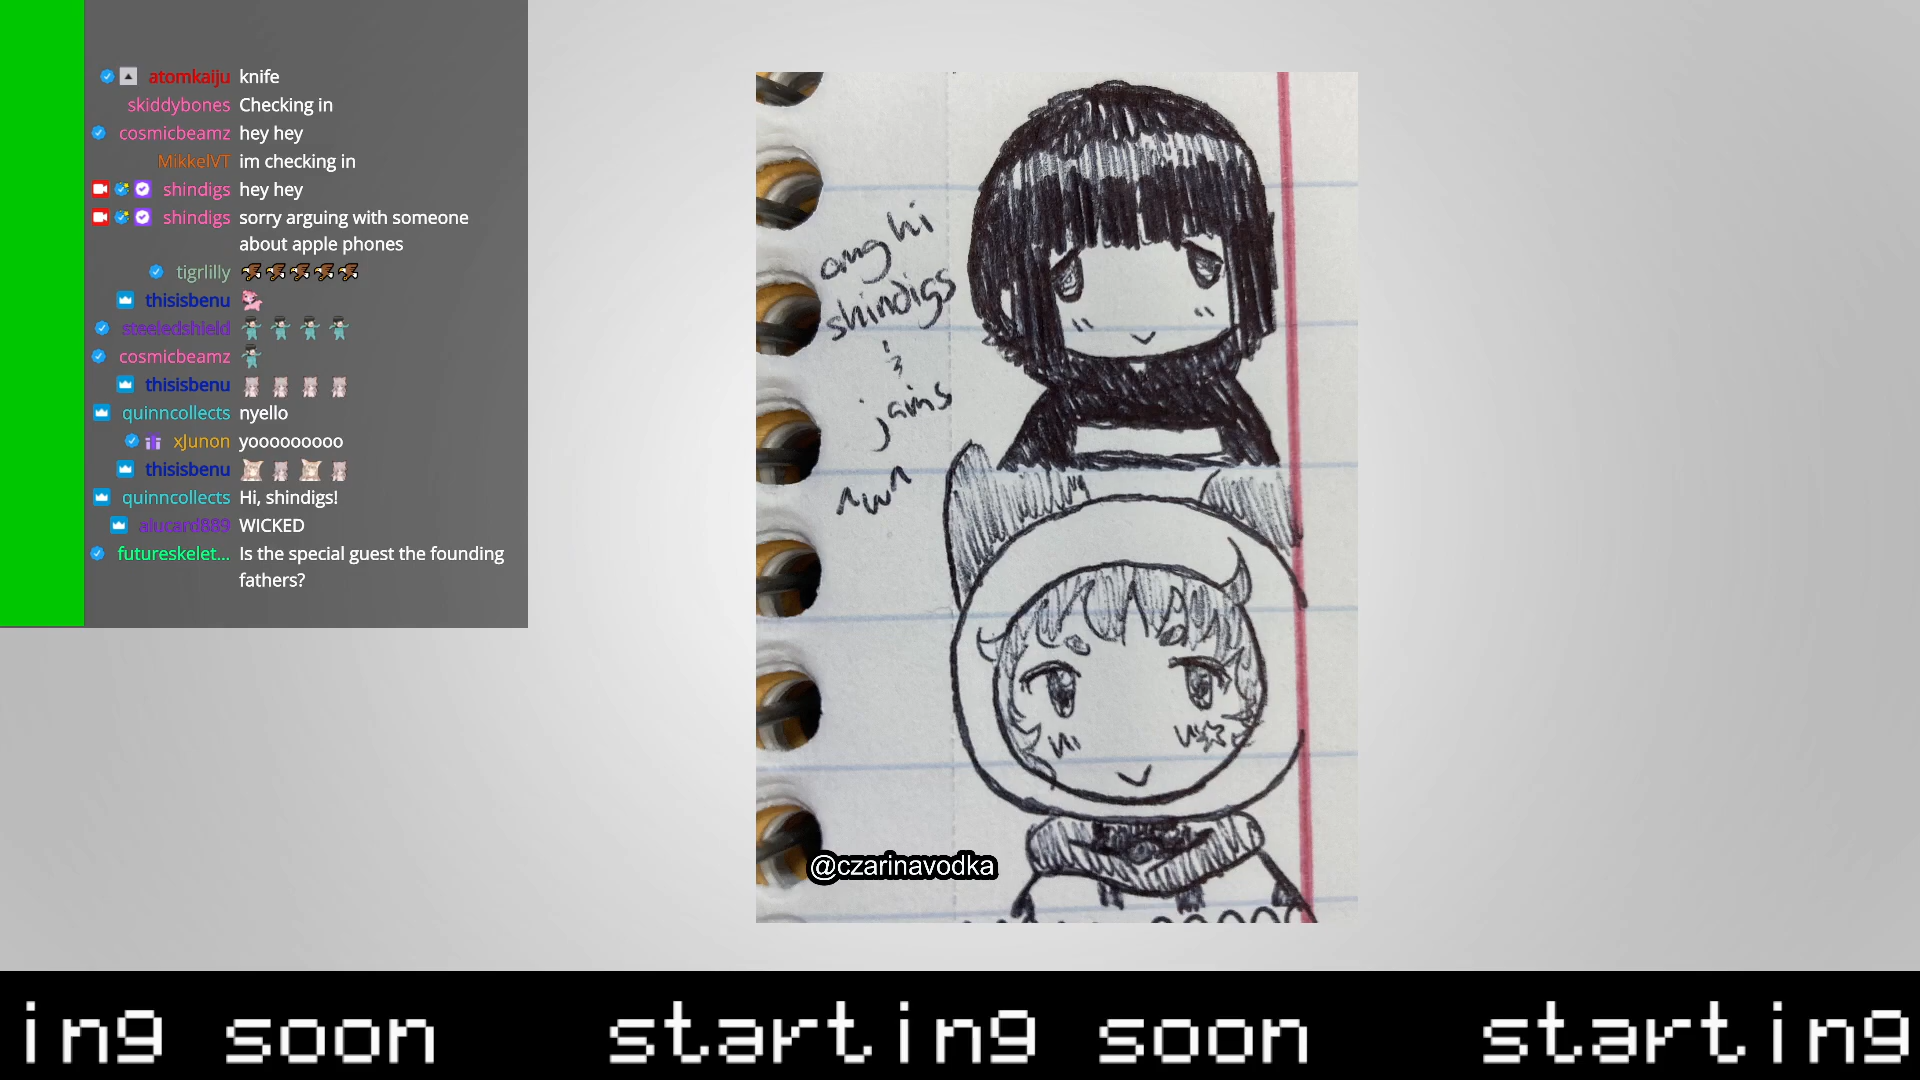 atomkaiju knife
skiddybones Checking in
cosmicbeamz hey hey
MikkelVT im checking in
shindigs hey hey
shindigs sorry arguing with someone
about apple phones
tigrlilly
thisisbenu
steeledshield
cosmicbeamz
thisisbenu
quinncollects nyello
xJunon yooooooooo
thisisbenu
quinncollects Hi, shindigs!
alucard889 WICKED
futureskelet... Is the special guest the founding
fathers?
omg hi
shindigs
&
jams
^w^
@czarinavodka
ing soon starting soon starting